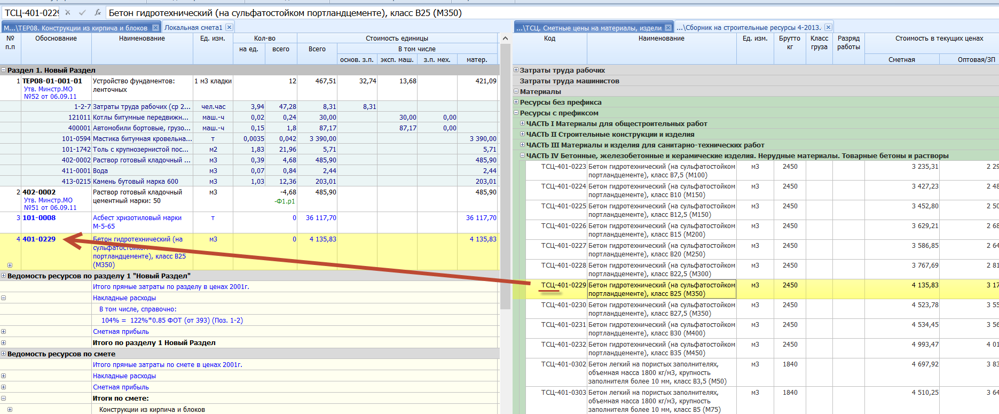 ТСЦ-401-0229
Бетон гидротехнический (на сульфатостойком портландцементе), класс В25 (М350)
М...\ТЕР08. Конструкции из кирпича и блоков
Локальная смета1
№ п.п
Обоснование
Наименование
Ед. изм.
Кол-во
Стоимость единицы
на ед.
всего
Всего
В том числе
основ. з.п.
эксп. маш.
з.п. мех.
матер.
Раздел 1. Новый Раздел
1 ТЕР08-01-001-01 Устройство фундаментов: 1 м3 кладки 12 467,51 32,74 13,68 421,09
Утв. Минстр.МО ленточных
№52 от 06.09.11
1-2-7 Затраты труда рабочих (ср 2... чел.час 3,94 47,28 8,31 8,31
121011 Котлы битумные передвижн... маш.-ч 0,02 0,24 30,00 30,00 0,00
400001 Автомобили бортовые, грузо... маш.-ч 0,15 1,8 87,17 87,17 0,00
101-0594 Мастика битумная кровельна... т 0,0035 0,042 3 390,00 3 390,00
101-1742 Толь с крупнозернистой пос... м2 1,83 21,96 5,71 5,71
402-0002 Раствор готовый кладочный ... м3 0,39 4,68 485,90 485,90
411-0001 Вода м3 0,07 0,84 2,44 2,44
413-0215 Камень бутовый марка 600 м3 1,03 12,36 203,01 203,01
2 402-0002 Раствор готовый кладочный м3 -4,68 485,90 485,90
Утв. Минстр.МО цементный марки: 50 -Ф1.р1
№51 от 06.09.11
3 101-0008 Асбест хризотиловый марки т 0 36 117,70 36 117,70
М-5-65
4 401-0229 Бетон гидротехнический (на м3 0 4 135,83 4 135,83
сульфатостойком
портландцементе), класс В25
(М350)
Ведомость ресурсов по разделу 1 "Новый Раздел"
Итого прямые затраты по разделу в ценах 2001г.
Накладные расходы
В том числе, справочно:
104% = 122%*0.85 ФОТ (от 393) (Поз. 1-2)
Сметная прибыль
Итого по разделу 1 Новый Раздел
Ведомость ресурсов по смете
Итого прямые затраты по смете в ценах 2001г.
Накладные расходы
Сметная прибыль
Итоги по смете:
Конструкции из кирпича и блоков
...\ТСЦ. Сметные цены на материалы, издели
...\Сборник на строительные ресурсы 4-2013.
Код
Наименование
Ед. изм.
Брутто кг
Класс груза
Разряд работы
Стоимость в текущих ценах
Сметная
Оптовая/ЗП
Затраты труда рабочих
Затраты труда машинистов
Материалы
Ресурсы без префикса
Ресурсы с префиксом
ЧАСТЬ I Материалы для общестроительных работ
ЧАСТЬ II Строительные конструкции и изделия
ЧАСТЬ III Материалы и изделия для санитарно-технических работ
ЧАСТЬ IV Бетонные, железобетонные и керамические изделия. Нерудные материалы. Товарные бетоны и растворы
ТСЦ-401-0223 Бетон гидротехнический (на сульфатостойком м3 2450 3 235,31 2 29
портландцементе), класс В7,5 (М100)
ТСЦ-401-0224 Бетон гидротехнический (на сульфатостойком м3 2450 3 427,23 2 48
портландцементе), класс В10 (М150)
ТСЦ-401-0225 Бетон гидротехнический (на сульфатостойком м3 2450 3 452,80 2 50
портландцементе), класс В12,5 (М150)
ТСЦ-401-0226 Бетон гидротехнический (на сульфатостойком м3 2450 3 629,21 2 68
портландцементе), класс В15 (М200)
ТСЦ-401-0227 Бетон гидротехнический (на сульфатостойком м3 2450 3 586,85 2 64
портландцементе), класс В20 (М250)
ТСЦ-401-0228 Бетон гидротехнический (на сульфатостойком м3 2450 3 767,69 2 81
портландцементе), класс В22,5 (М300)
ТСЦ-401-0229 Бетон гидротехнический (на сульфатостойком м3 2450 4 135,83 3 17
портландцементе), класс В25 (М350)
ТСЦ-401-0230 Бетон гидротехнический (на сульфатостойком м3 2450 4 523,78 3 55
портландцементе), класс В27,5 (М350)
ТСЦ-401-0231 Бетон гидротехнический (на сульфатостойком м3 2450 4 534,45 3 56
портландцементе), класс В30 (М400)
ТСЦ-401-0232 Бетон гидротехнический (на сульфатостойком м3 2450 4 993,47 4 01
портландцементе), класс В35 (М450)
ТСЦ-401-0302 Бетон легкий на пористых заполнителях, м3 1840 4 697,92 3 83
объемная масса 1800 кг/м3, крупность
заполнителя более 10 мм, класс В3,5 (М50)
ТСЦ-401-0303 Бетон легкий на пористых заполнителях, м3 1840 4 510,25 3 64
объемная масса 1800 кг/м3, крупность
заполнителя более 10 мм, класс В5 (М75)